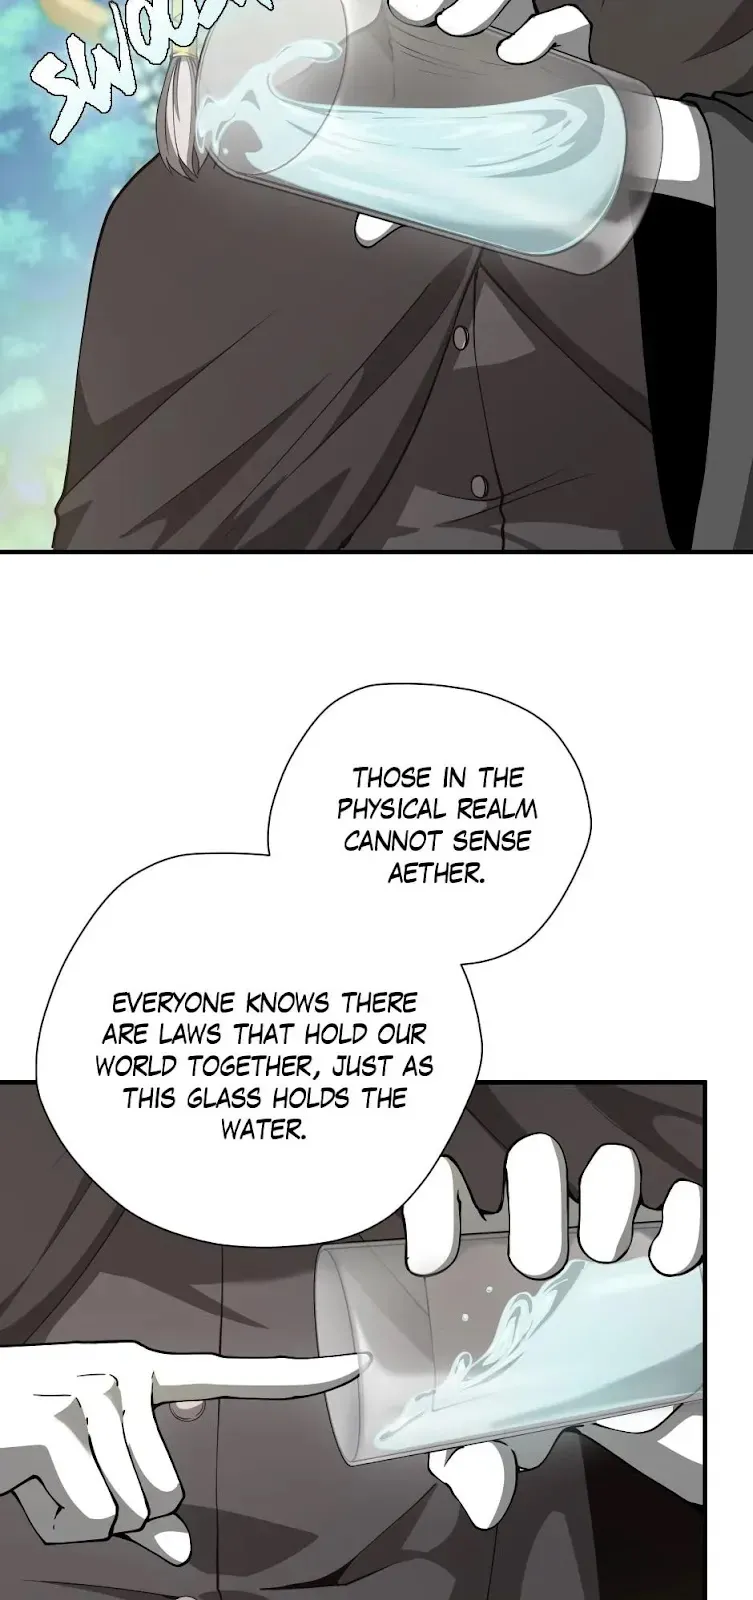 SWOOSH
THOSE IN THE
PHYSICAL REALM
CANNOT SENSE
AETHER.
EVERYONE KNOWS THERE
ARE LAWS THAT HOLD OUR
WORLD TOGETHER, JUST AS
THIS GLASS HOLDS THE
WATER.